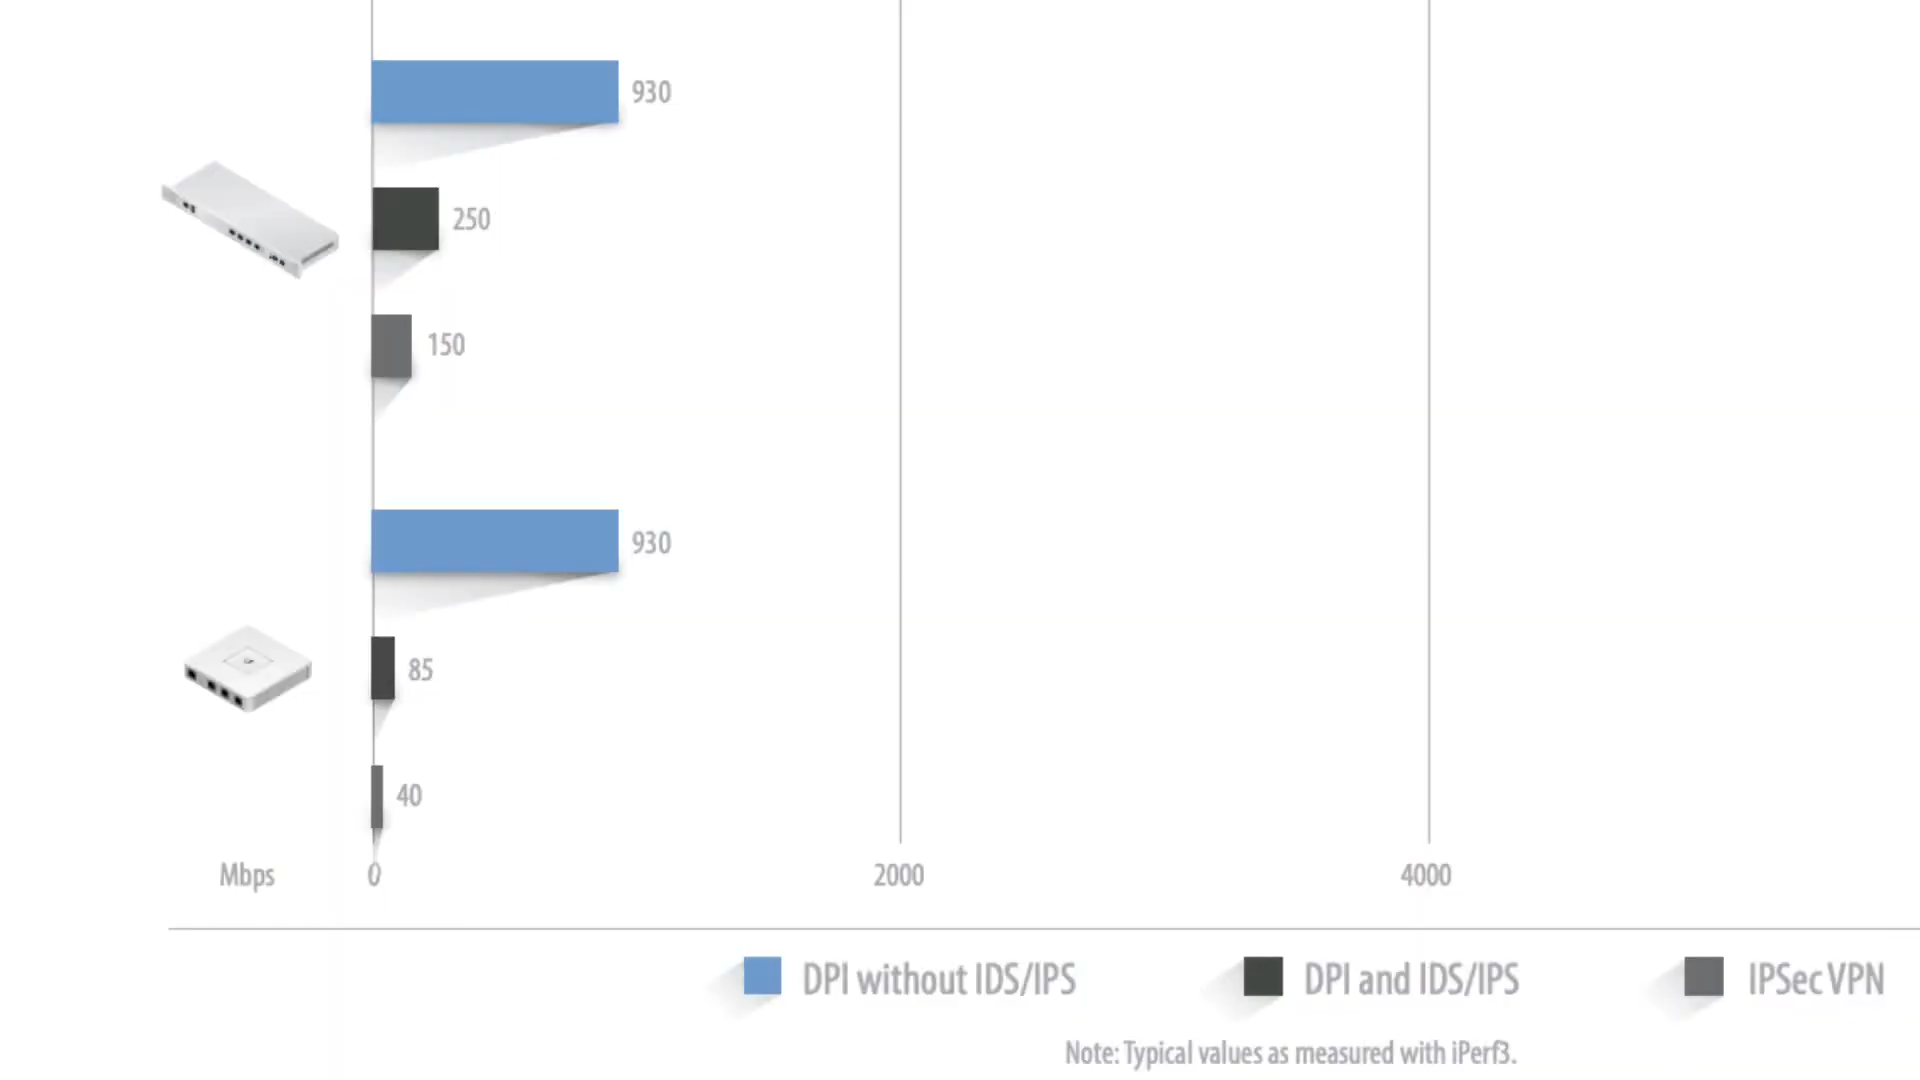 930
250
150
930
85
40
Mbps 0 2000 4000
DPI without IDS/IPS DPI and IDS/IPS IPSec VPN
Note: Typical values as measured with iPerf3.